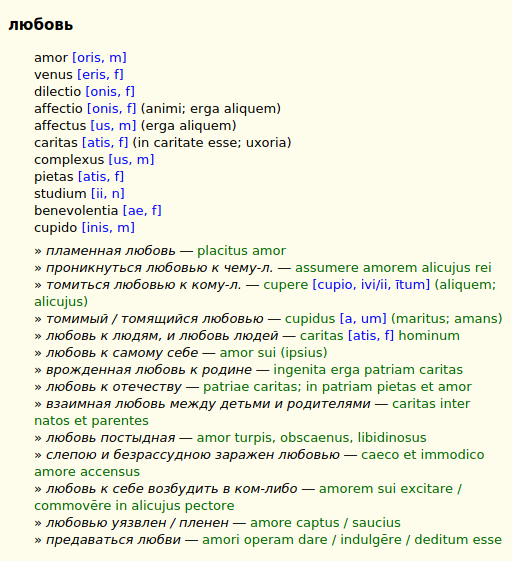 любовь
amor [oris, m]
venus [eris, f]
dilectio [onis, f]
affectio [onis, f] (animi; erga aliquem)
affectus [us, m] (erga aliquem)
caritas [atis, f] (in caritate esse; uxoria)
complexus [us, m]
pietas [atis, f]
studium [ii, n]
benevolentia [ae, f]
cupido [inis, m]
» пламенная любовь — placitus amor
» проникнуться любовью к чему-л. — assumere amorem alicujus rei
» томиться любовью к кому-л. — cupere [cupio, ivi/ii, ītum] (aliquem;
alicujus)
» томимый / томящийся любовью — cupidus [a, um] (maritus; amans)
» любовь к людям, и любовь людей — caritas [atis, f] hominum
» любовь к самому себе — amor sui (ipsius)
» врожденная любовь к родине — ingenita erga patriam caritas
» любовь к отечеству — patriae caritas; in patriam pietas et amor
» взаимная любовь между детьми и родителями — caritas inter
natos et parentes
» любовь постыдная — amor turpis, obscaenus, libidinosus
» слепою и безрассудною заражен любовью — caeco et immodico
amore accensus
» любовь к себе возбудить в ком-либо — amorem sui excitare /
commovēre in alicujus pectore
» любовью уязвлен / пленен — amore captus / saucius
» предаваться любви — amori operam dare / indulgēre / deditum esse